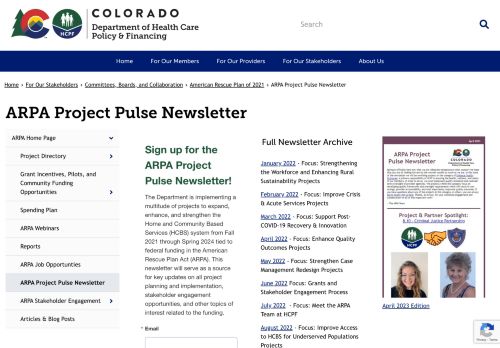 COLORADO
Department of Health Care
Policy & Financing
HCPF
Search
Home
For Our Members
For Our Providers
For Our Stakeholders
About Us
Home › For Our Stakeholders › Committees, Boards, and Collaboration › American Rescue Plan of 2021 › ARPA Project Pulse Newsletter
ARPA Project Pulse Newsletter
ARPA Home Page
Project Directory
Grant Incentives, Pilots, and
Community Funding
Opportunities
Spending Plan
ARPA Webinars
Reports
ARPA Job Opportunties
ARPA Project Pulse Newsletter
ARPA Stakeholder Engagement
Articles & Blog Posts
Sign up for the
ARPA Project
Pulse Newsletter!
The Department is implementing a
multitude of projects to expand,
enhance, and strengthen the
Home and Community Based
Services (HCBS) system from Fall
2021 through Spring 2024 tied to
federal funding in the American
Rescue Plan Act (ARPA). This
newsletter will serve as a source
for key updates on all project
planning and implementation,
stakeholder engagement
opportunities, and other topics of
interest related to the funding.
* Email
Full Newsletter Archive
January 2022 - Focus: Strengthening
the Workforce and Enhancing Rural
Sustainability Projects
February 2022 - Focus: Improve Crisis
& Acute Services Projects
March 2022 - Focus: Support Post-
COVID-19 Recovery & Innovation
April 2022 - Focus: Enhance Quality
Outcomes Projects
May 2022 - Focus: Strengthen Case
Management Redesign Projects
June 2022 Focus: Grants and
Stakeholder Engagement Process
July 2022 - Focus: Meet the ARPA
Team at HCPF
August 2022 - Focus: Improve Access
to HCBS for Underserved Populations
Projects
April 2023
ARPA Project
Pulse Newsletter
Project & Partner Spotlight:
6.10 - Criminal Justice Partnership
April 2023 Edition
Privacy - Terms